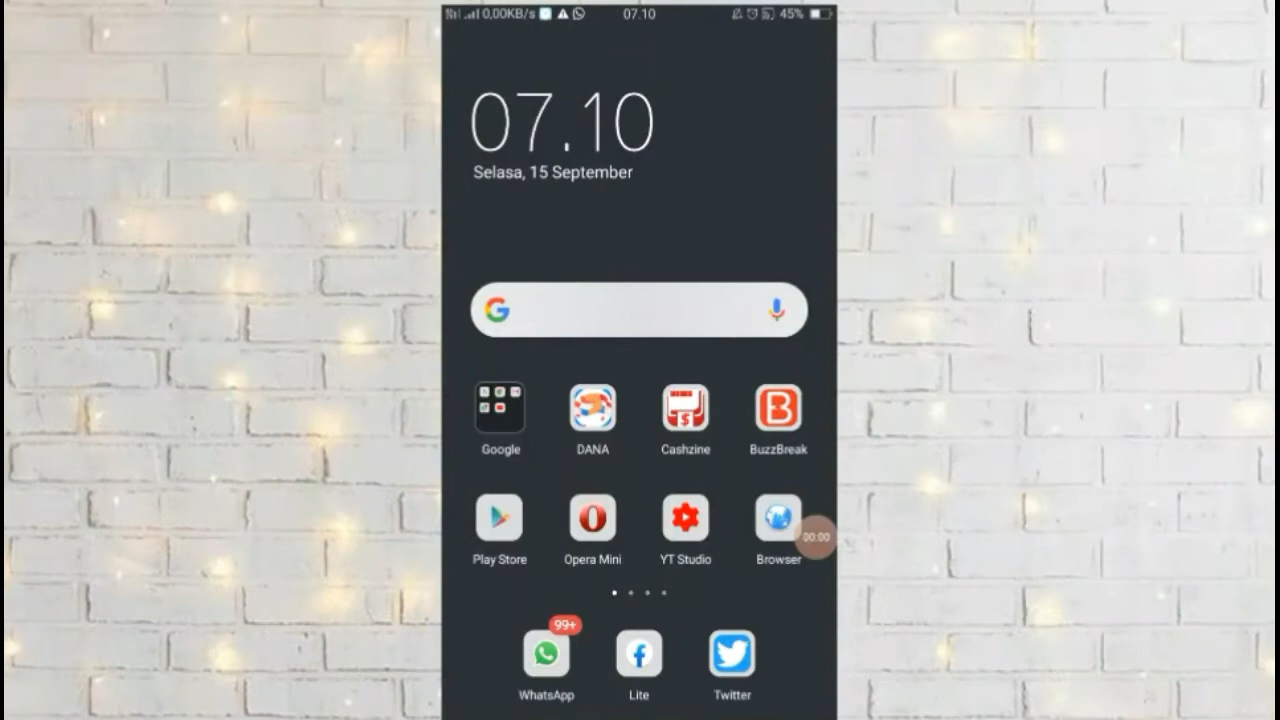 0,00KB/s 07.10 45%
07.10
Selasa, 15 September
Google DANA Cashzine BuzzBreak
Play Store Opera Mini YT Studio Browser
00:00
99+
WhatsApp Lite Twitter